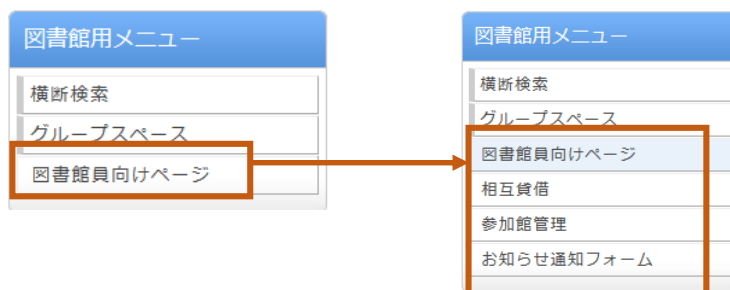 図書館用メニュー
横断検索
グループスペース
図書館員向けページ
図書館用メニュー
横断検索
グループスペース
図書館員向けページ
相互貸借
参加館管理
お知らせ通知フォーム